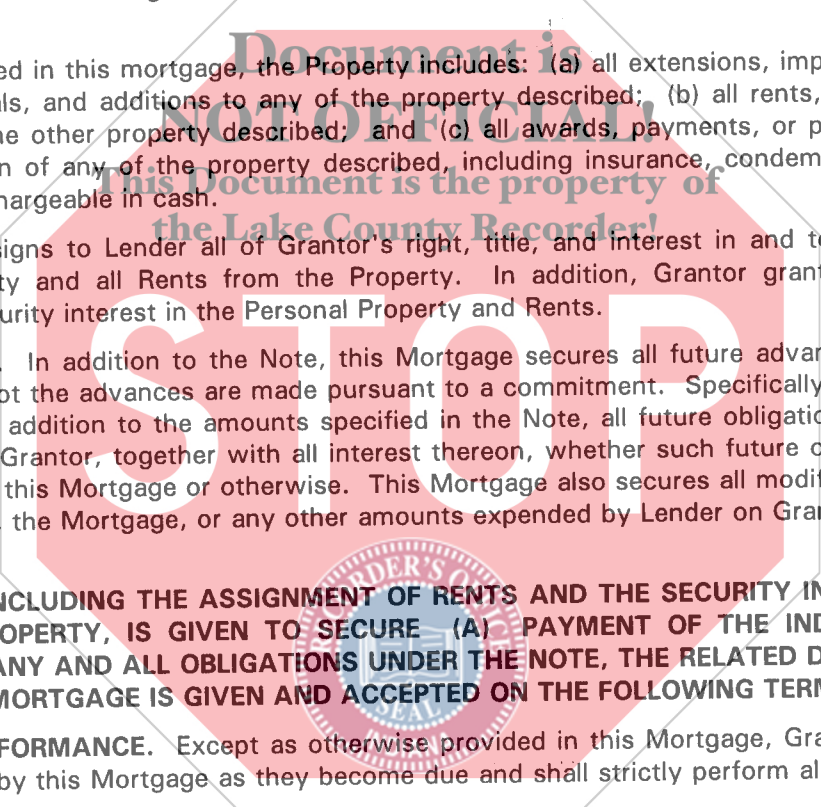 Document is
NOT OFFICIAL!
This Document is the property of
the Lake County Recorder!
STOP
ed in this mortgage, the Property includes: (a) all extensions, imp
als, and additions to any of the property described; (b) all rents,
he other property described; and (c) all awards, payments, or p
n of any of the property described, including insurance, condem
hargeable in cash.
signs to Lender all of Grantor's right, title, and interest in and to
ty and all Rents from the Property. In addition, Grantor grant
urity interest in the Personal Property and Rents.
. In addition to the Note, this Mortgage secures all future advan
ot the advances are made pursuant to a commitment. Specifically
addition to the amounts specified in the Note, all future obligatio
Grantor, together with all interest thereon, whether such future o
this Mortgage or otherwise. This Mortgage also secures all modif
, the Mortgage, or any other amounts expended by Lender on Gran
NCLUDING THE ASSIGNMENT OF RENTS AND THE SECURITY IN
OPERTY, IS GIVEN TO SECURE (A) PAYMENT OF THE IND
ANY AND ALL OBLIGATIONS UNDER THE NOTE, THE RELATED D
MORTGAGE IS GIVEN AND ACCEPTED ON THE FOLLOWING TERM
FORMANCE. Except as otherwise provided in this Mortgage, Gra
by this Mortgage as they become due and shall strictly perform al
SEAL